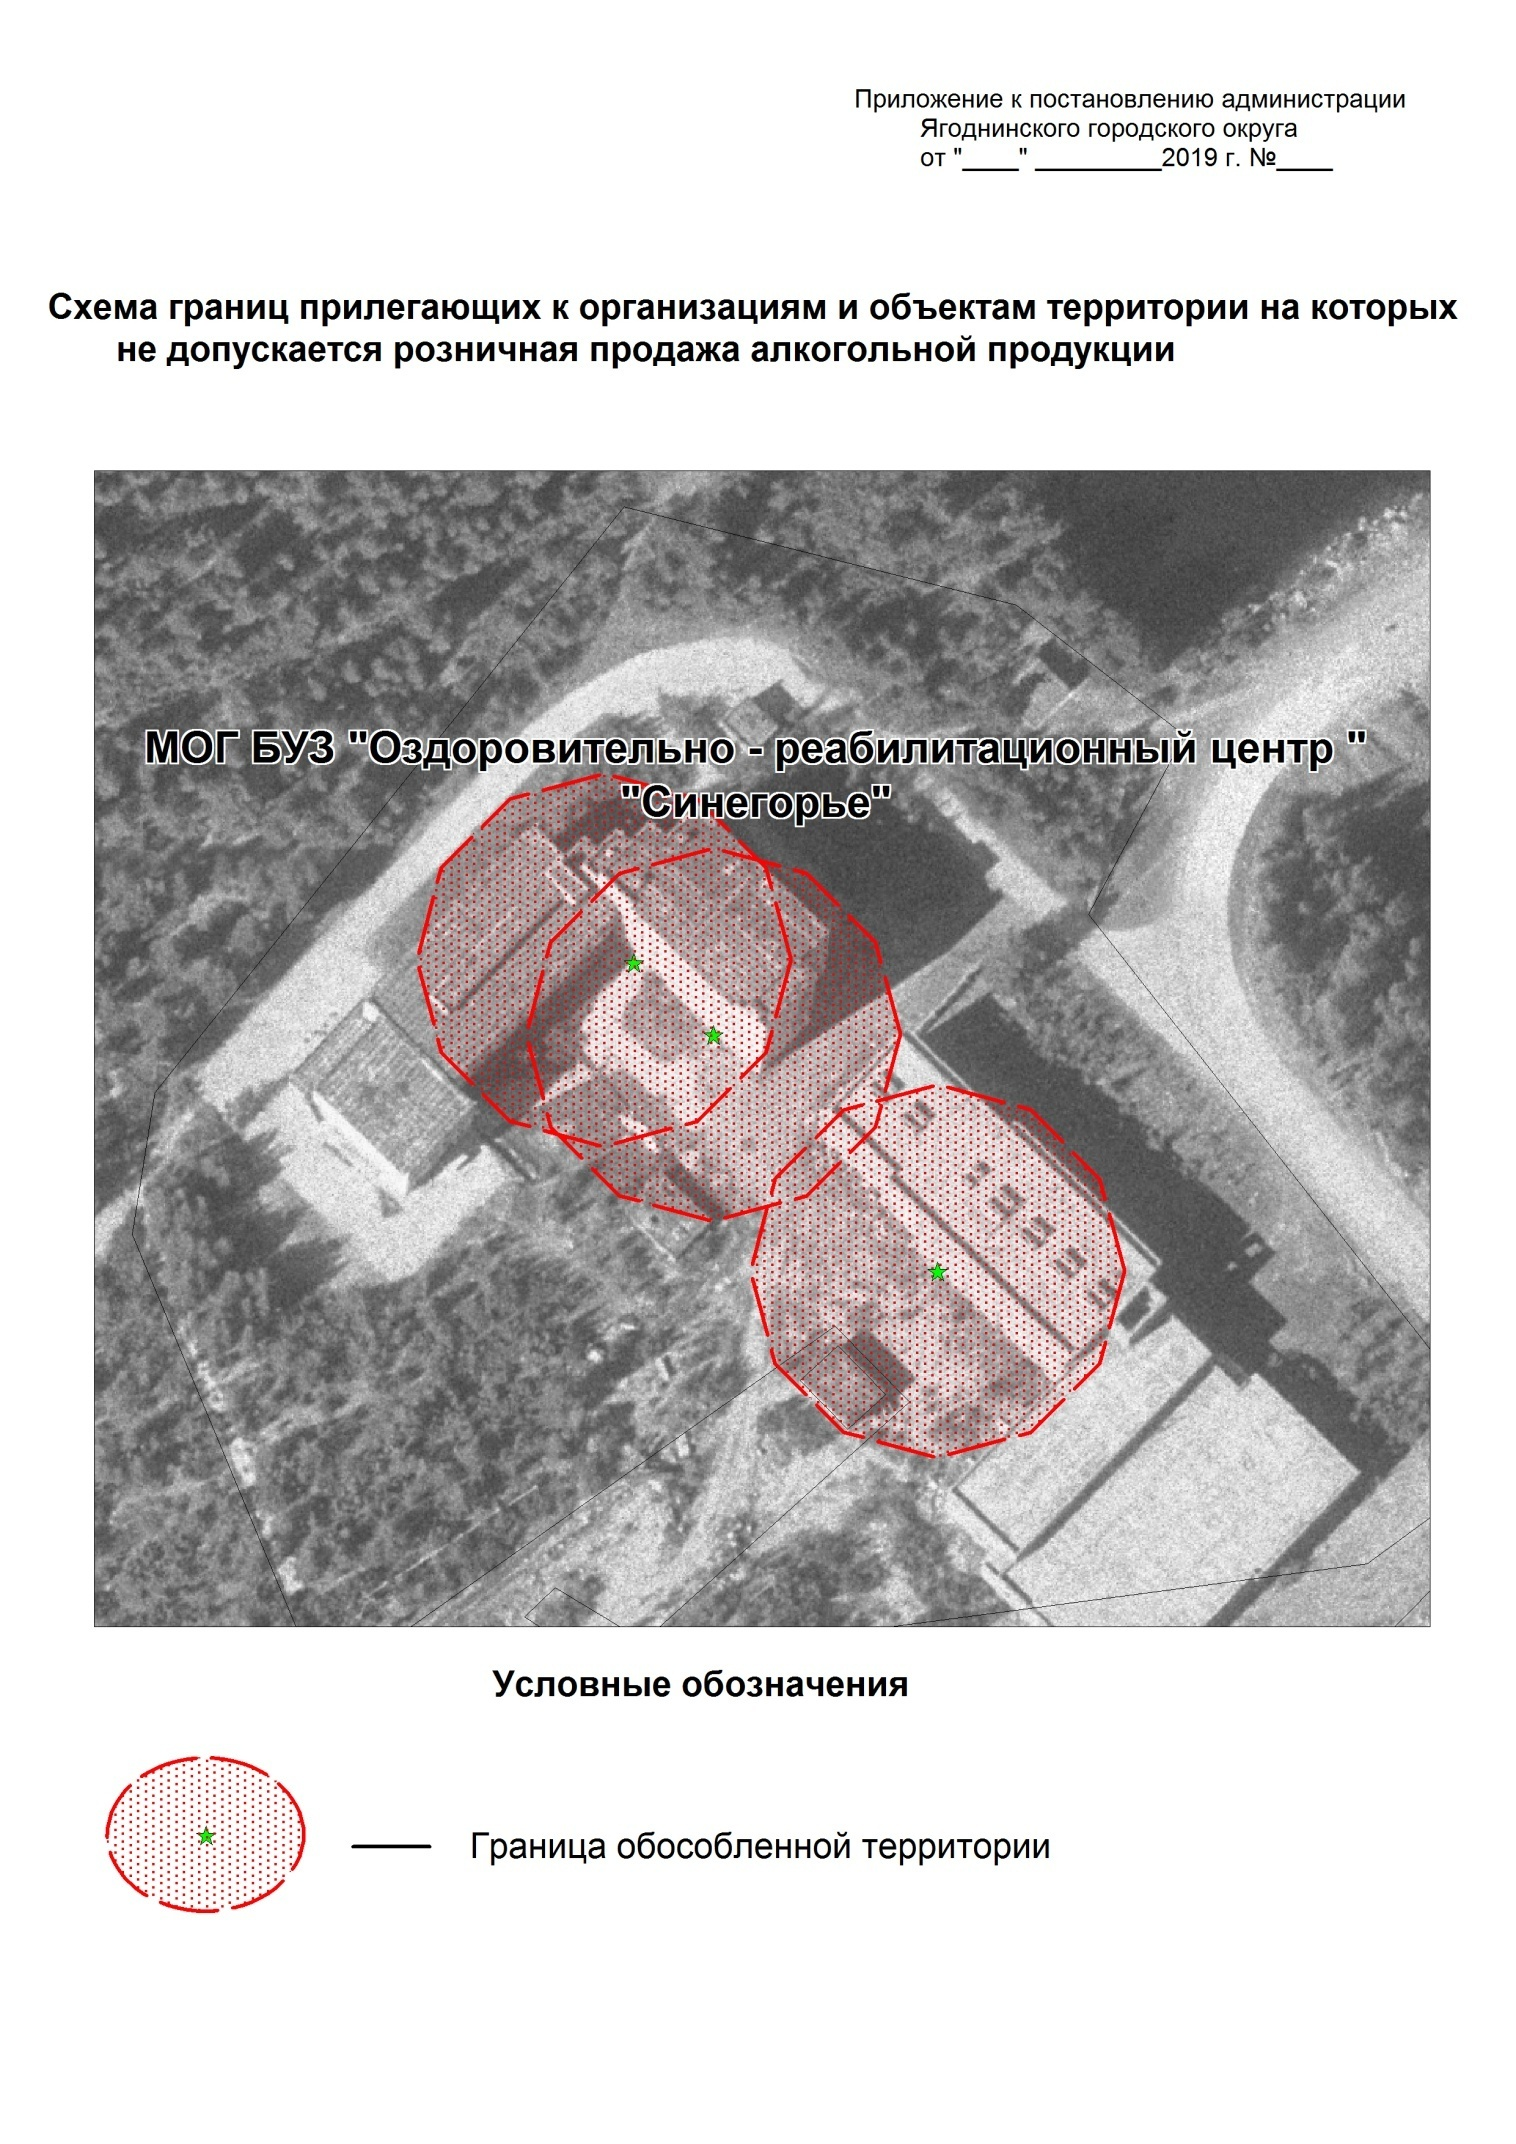 Приложение к постановлению администрации
Ягоднинского городского округа
от "____" _________2019 г. №____
Схема границ прилегающих к организациям и объектам территории на которых
не допускается розничная продажа алкогольной продукции
МОГ БУЗ "Оздоровительно - реабилитационный центр "
"Синегорье"
Условные обозначения
Граница обособленной территории